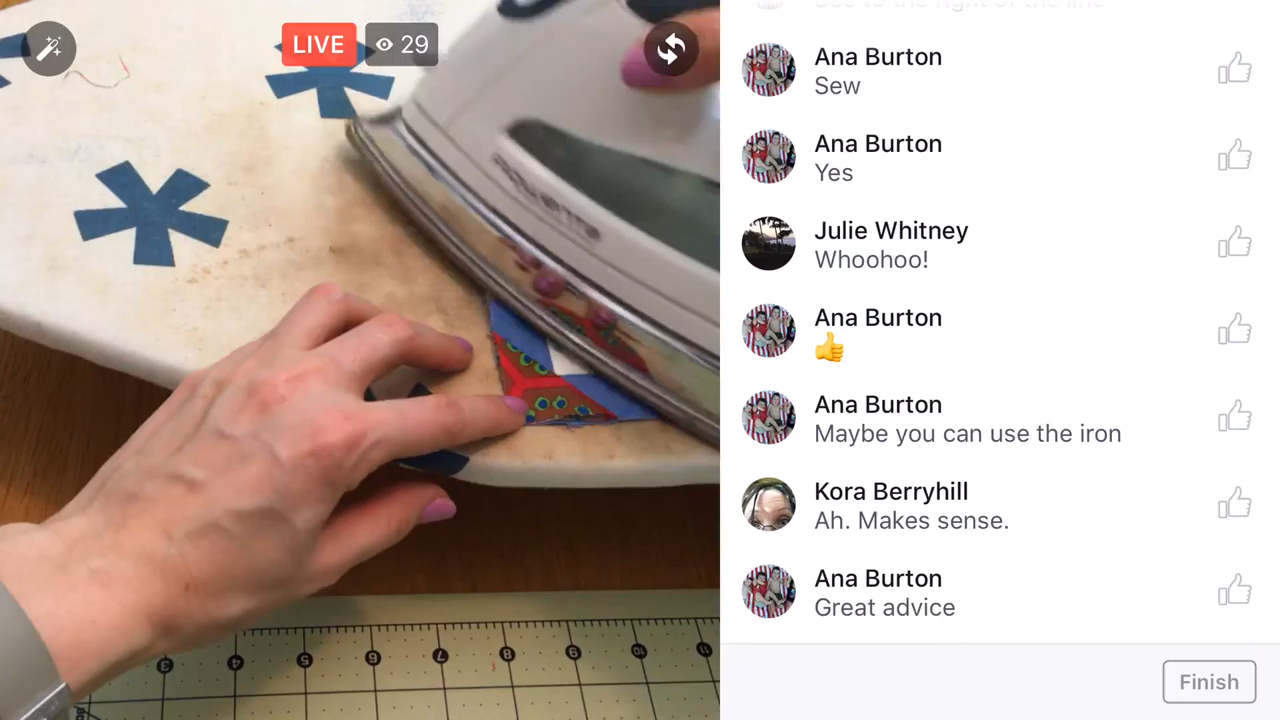 LIVE
29
Ana Burton
Sew
Ana Burton
Yes
Julie Whitney
Whoohoo!
Ana Burton
👍
Ana Burton
Maybe you can use the iron
Kora Berryhill
Ah. Makes sense.
Ana Burton
Great advice
Finish
3
4
5
6
7
8
9
10
11